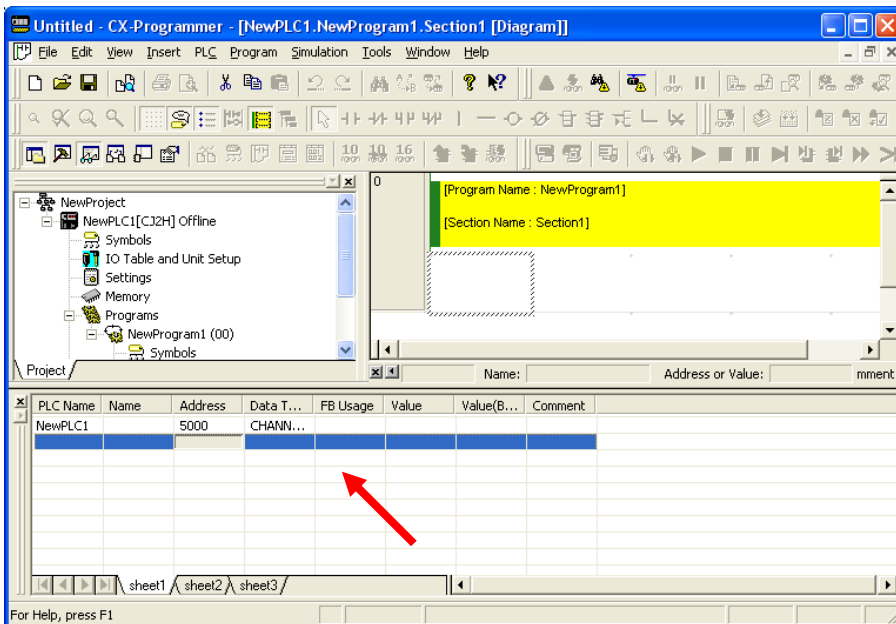 Untitled - CX-Programmer - [NewPLC1.NewProgram1.Section1 [Diagram]]
File Edit View Insert PLC Program Simulation Tools Window Help
10 16
NewProject
NewPLC1[CJ2H] Offline
Symbols
IO Table and Unit Setup
Settings
Memory
Programs
NewProgram1 (00)
Symbols
Project
0
[Program Name : NewProgram1]
[Section Name : Section1]
Name: Address or Value: mment
PLC Name Name Address Data T... FB Usage Value Value(B... Comment
NewPLC1 5000 CHANN...
sheet1 sheet2 sheet3
For Help, press F1